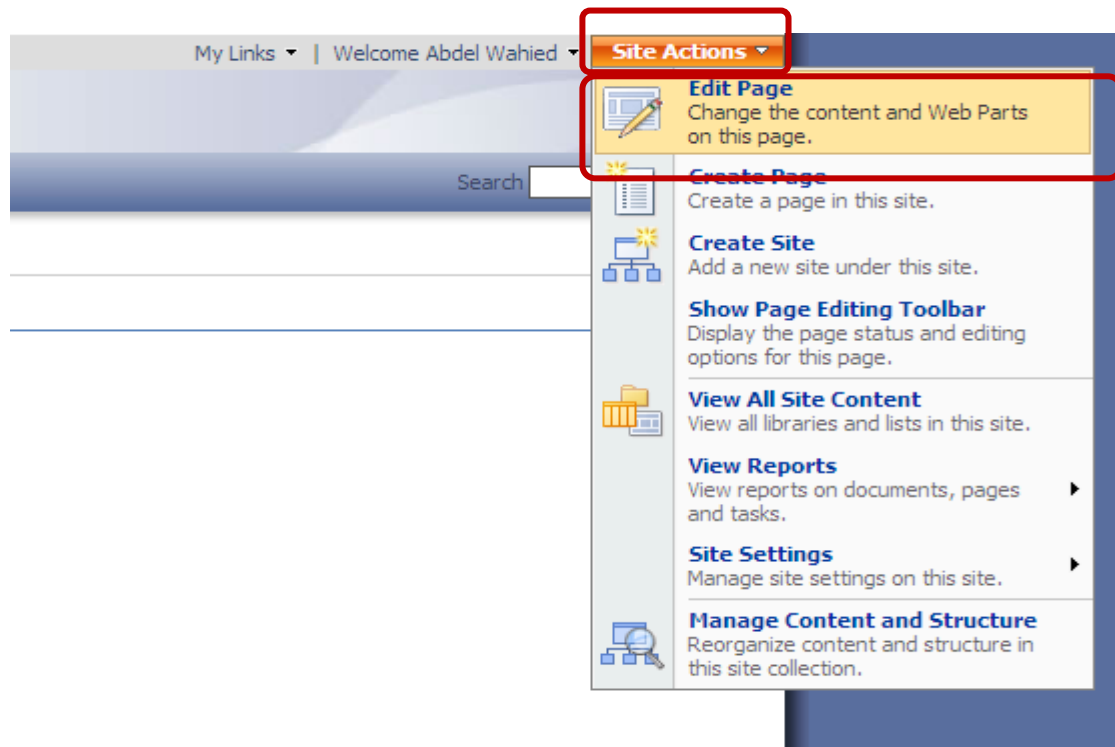 My Links | Welcome Abdel Wahied Site Actions
Edit Page
Change the content and Web Parts
on this page.
Search
Create Page
Create a page in this site.
Create Site
Add a new site under this site.
Show Page Editing Toolbar
Display the page status and editing
options for this page.
View All Site Content
View all libraries and lists in this site.
View Reports
View reports on documents, pages
and tasks.
Site Settings
Manage site settings on this site.
Manage Content and Structure
Reorganize content and structure in
this site collection.